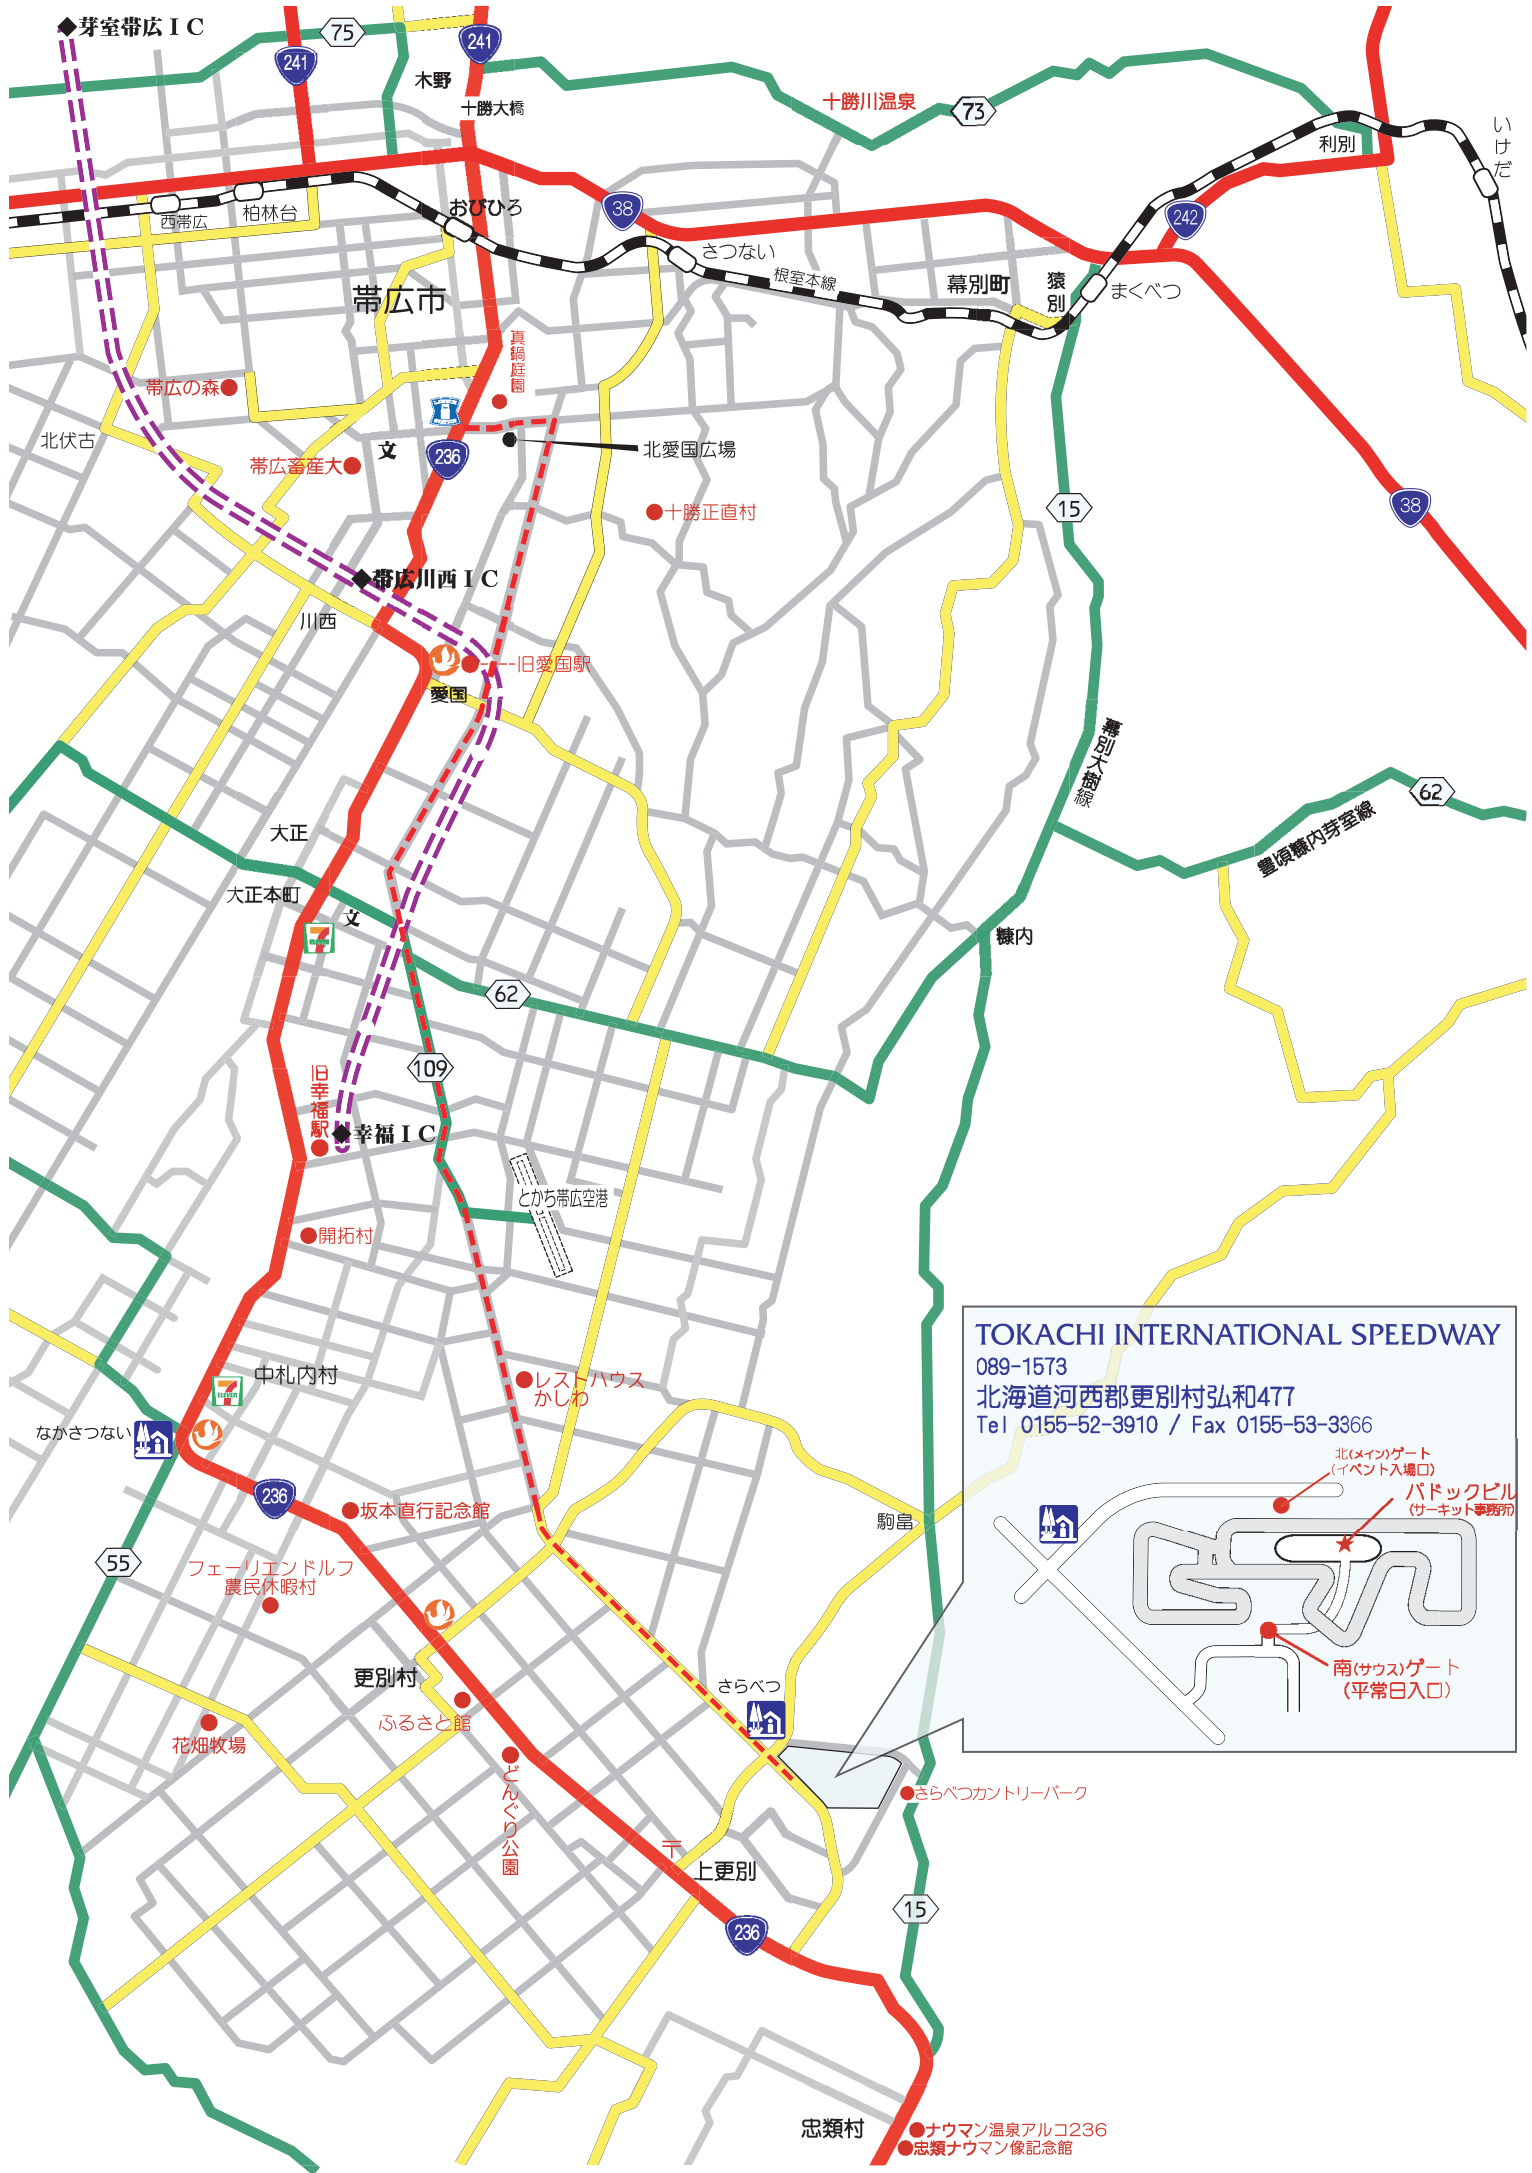 ◆芽室帯広IC
75
241
241
木野
十勝大橋
十勝川温泉
73
利別
いけだ
西帯広
柏林台
おびひろ
38
242
さつない
根室本線
幕別町
猿別
まくべつ
帯広市
真鍋庭園
帯広の森
北伏古
文
236
帯広畜産大
北愛国広場
十勝正直村
15
38
◆帯広川西IC
川西
旧愛国駅
愛国
幕別大樹線
62
豊頃糠内芽室線
大正
大正本町
文
7
ELEVEN
糠内
62
109
旧幸福駅
◆幸福IC
とかち帯広空港
開拓村
中札内村
7
ELEVEN
レストハウス
かしわ
なかさつない
236
坂本直行記念館
駒畠
55
フェーリエンドルフ
農民休暇村
更別村
さらべつ
ふるさと館
花畑牧場
どんぐり公園
さらべつカントリーパーク
〒
上更別
15
236
忠類村
ナウマン温泉アルコ236
忠類ナウマン像記念館
TOKACHI INTERNATIONAL SPEEDWAY
089-1573
北海道河西郡更別村弘和477
Tel 0155-52-3910 / Fax 0155-53-3366
北(メイン)ゲート
(イベント入場口)
パドックビル
(サーキット事務所)
南(サウス)ゲート
(平常日入口)